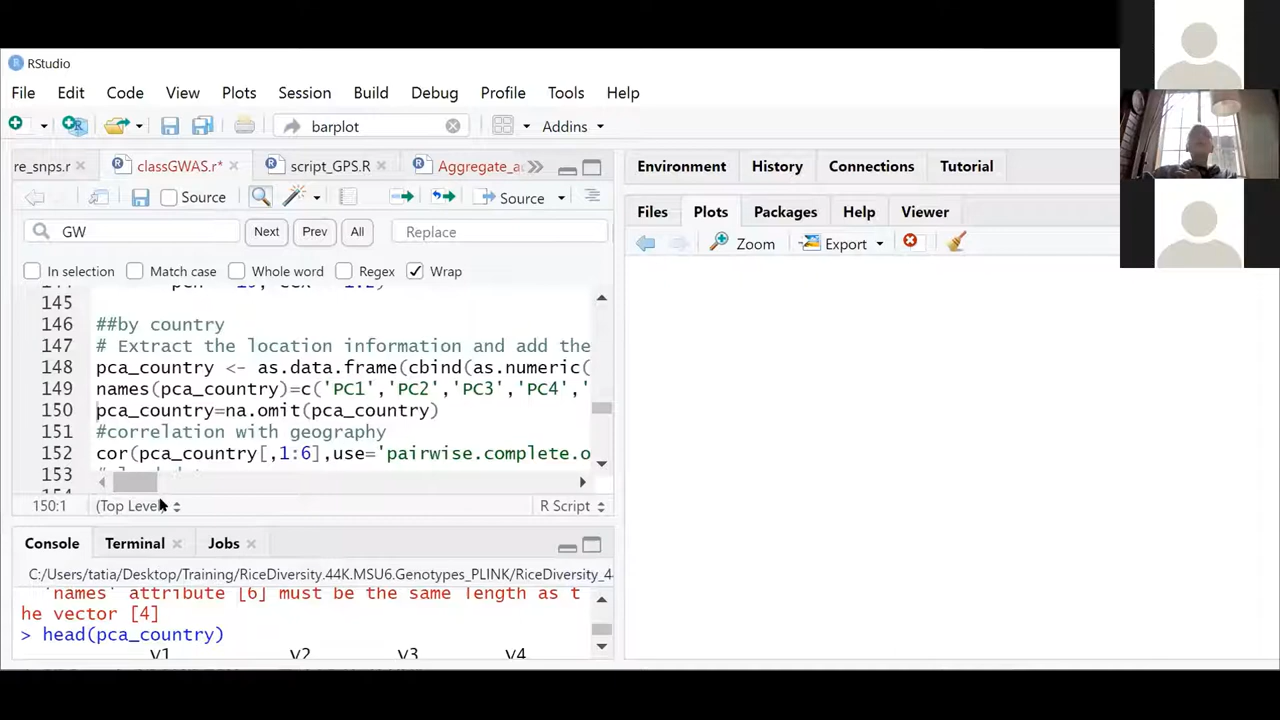 RStudio
File Edit Code View Plots Session Build Debug Profile Tools Help
barplot Addins
re_snps.r classGWAS.r* script_GPS.R Aggregate_a
Source Source
GW Next Prev All Replace
In selection Match case Whole word Regex Wrap
145
146 ##by country
147 # Extract the location information and add the
148 pca_country <- as.data.frame(cbind(as.numeric(
149 names(pca_country)=c('PC1','PC2','PC3','PC4','
150 pca_country=na.omit(pca_country)
151 #correlation with geography
152 cor(pca_country[,1:6],use='pairwise.complete.o
153
150:1 (Top Level) R Script
Console Terminal Jobs
C:/Users/tatia/Desktop/Training/RiceDiversity.44K.MSU6.Genotypes_PLINK/RiceDiversity_4
'names' attribute [6] must be the same length as t
he vector [4]
> head(pca_country)
V1 V2 V3 V4
Environment History Connections Tutorial
Files Plots Packages Help Viewer
Zoom Export